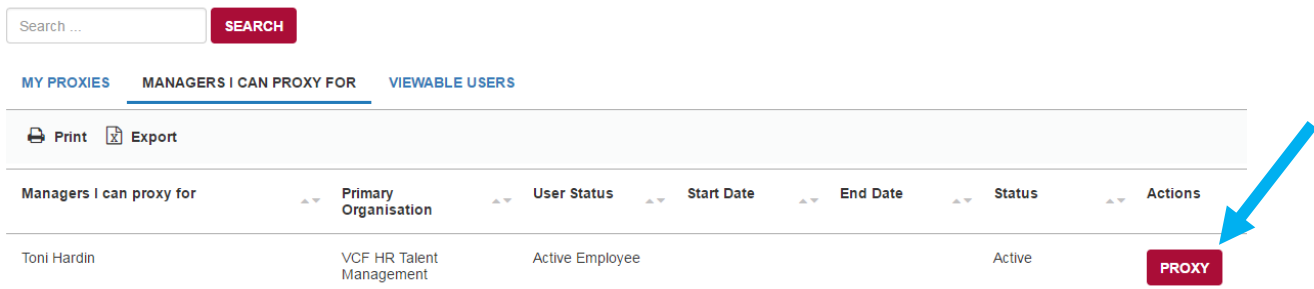 Search ... SEARCH
MY PROXIES MANAGERS I CAN PROXY FOR VIEWABLE USERS
Print Export
Managers I can proxy for Primary Organisation User Status Start Date End Date Status Actions
Toni Hardin VCF HR Talent Management Active Employee Active PROXY